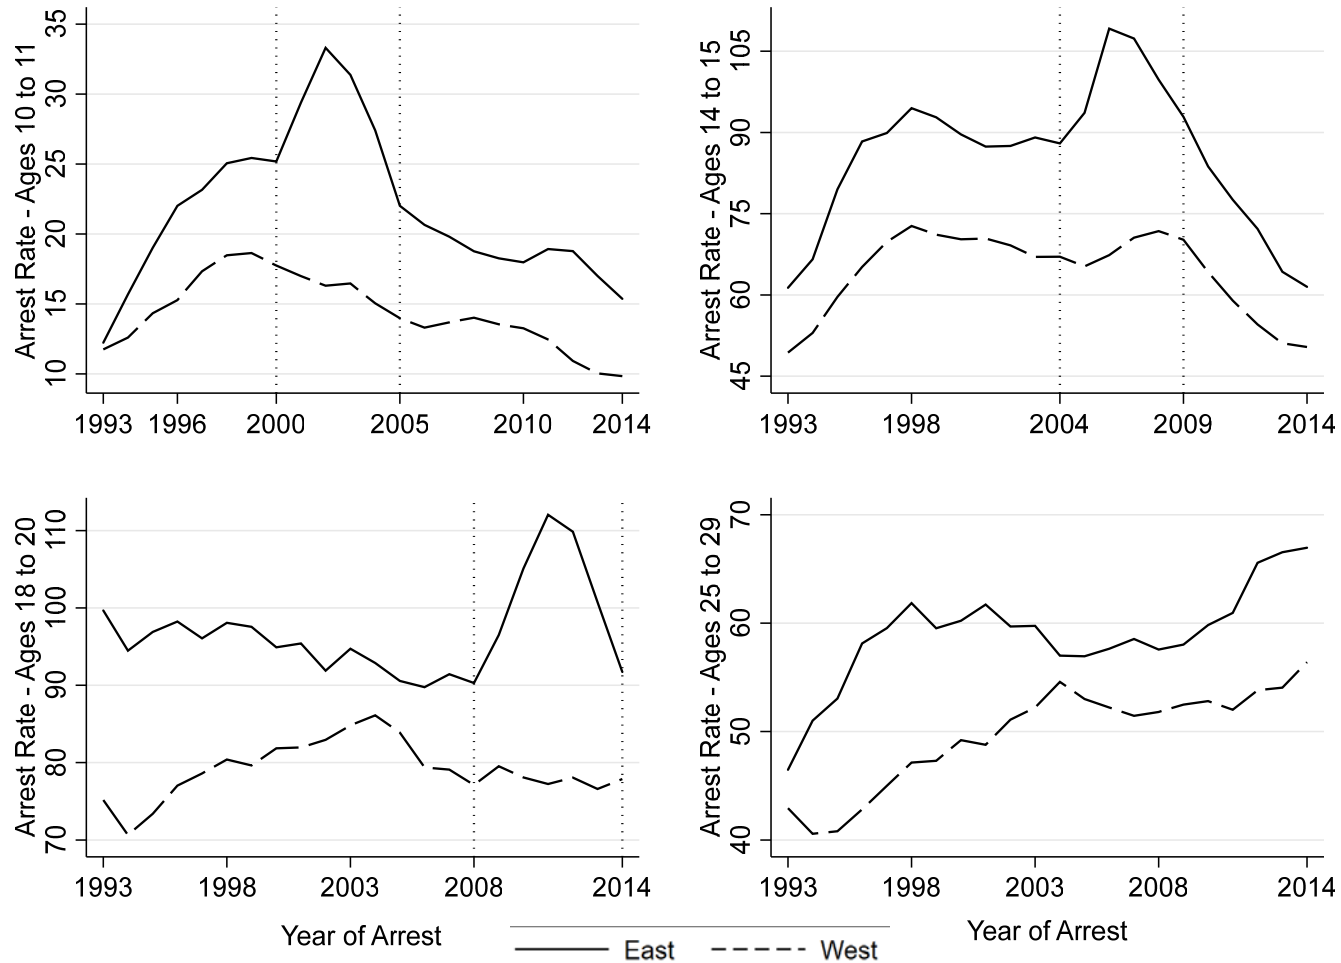 Arrest Rate - Ages 10 to 11
35
30
25
20
15
10
1993 1996 2000 2005 2010 2014
Arrest Rate - Ages 14 to 15
105
90
75
60
45
1993 1998 2004 2009 2014
Arrest Rate - Ages 18 to 20
110
100
90
80
70
1993 1998 2003 2008 2014
Year of Arrest
Arrest Rate - Ages 25 to 29
70
60
50
40
1993 1998 2003 2008 2014
Year of Arrest
East West